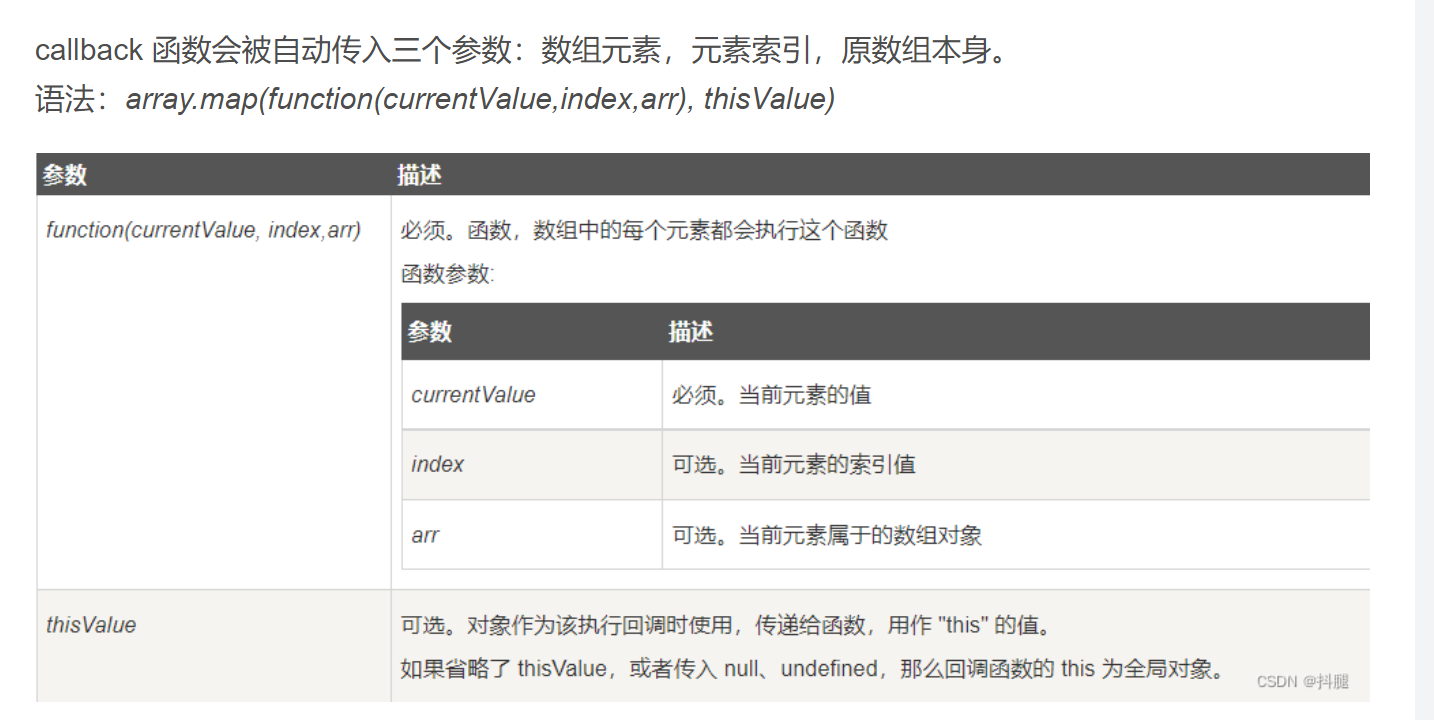 callback 函数会被自动传入三个参数：数组元素，元素索引，原数组本身。
语法：array.map(function(currentValue,index,arr), thisValue)
参数 描述
function(currentValue, index,arr) 必须。函数，数组中的每个元素都会执行这个函数
函数参数:
参数 描述
currentValue 必须。当前元素的值
index 可选。当前元素的索引值
arr 可选。当前元素属于的数组对象
thisValue 可选。对象作为该执行回调时使用，传递给函数，用作 "this" 的值。
如果省略了 thisValue，或者传入 null、undefined，那么回调函数的 this 为全局对象。
CSDN @抖腿